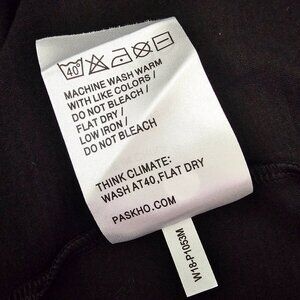 40°
MACHINE WASH WARM
WITH LIKE COLORS /
DO NOT BLEACH /
FLAT DRY /
LOW IRON /
DO NOT BLEACH
THINK CLIMATE:
WASH AT40,FLAT DRY
PASKHO.COM
W18-P1053M